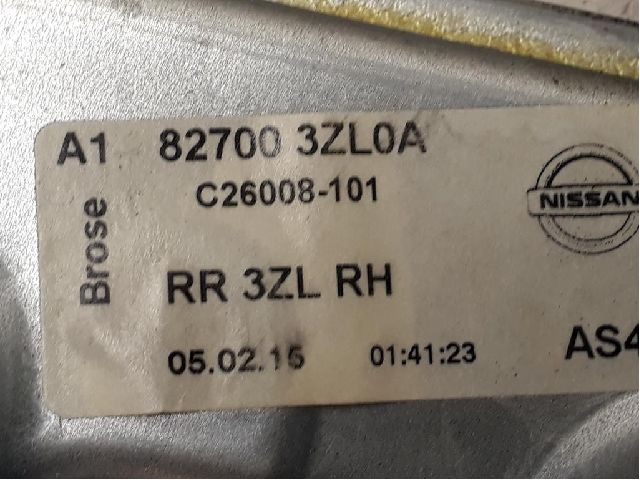 A1 82700 3ZL0A
C26008-101
Brose
NISSAN
RR 3ZL RH
05.02.15 01:41:23 AS4